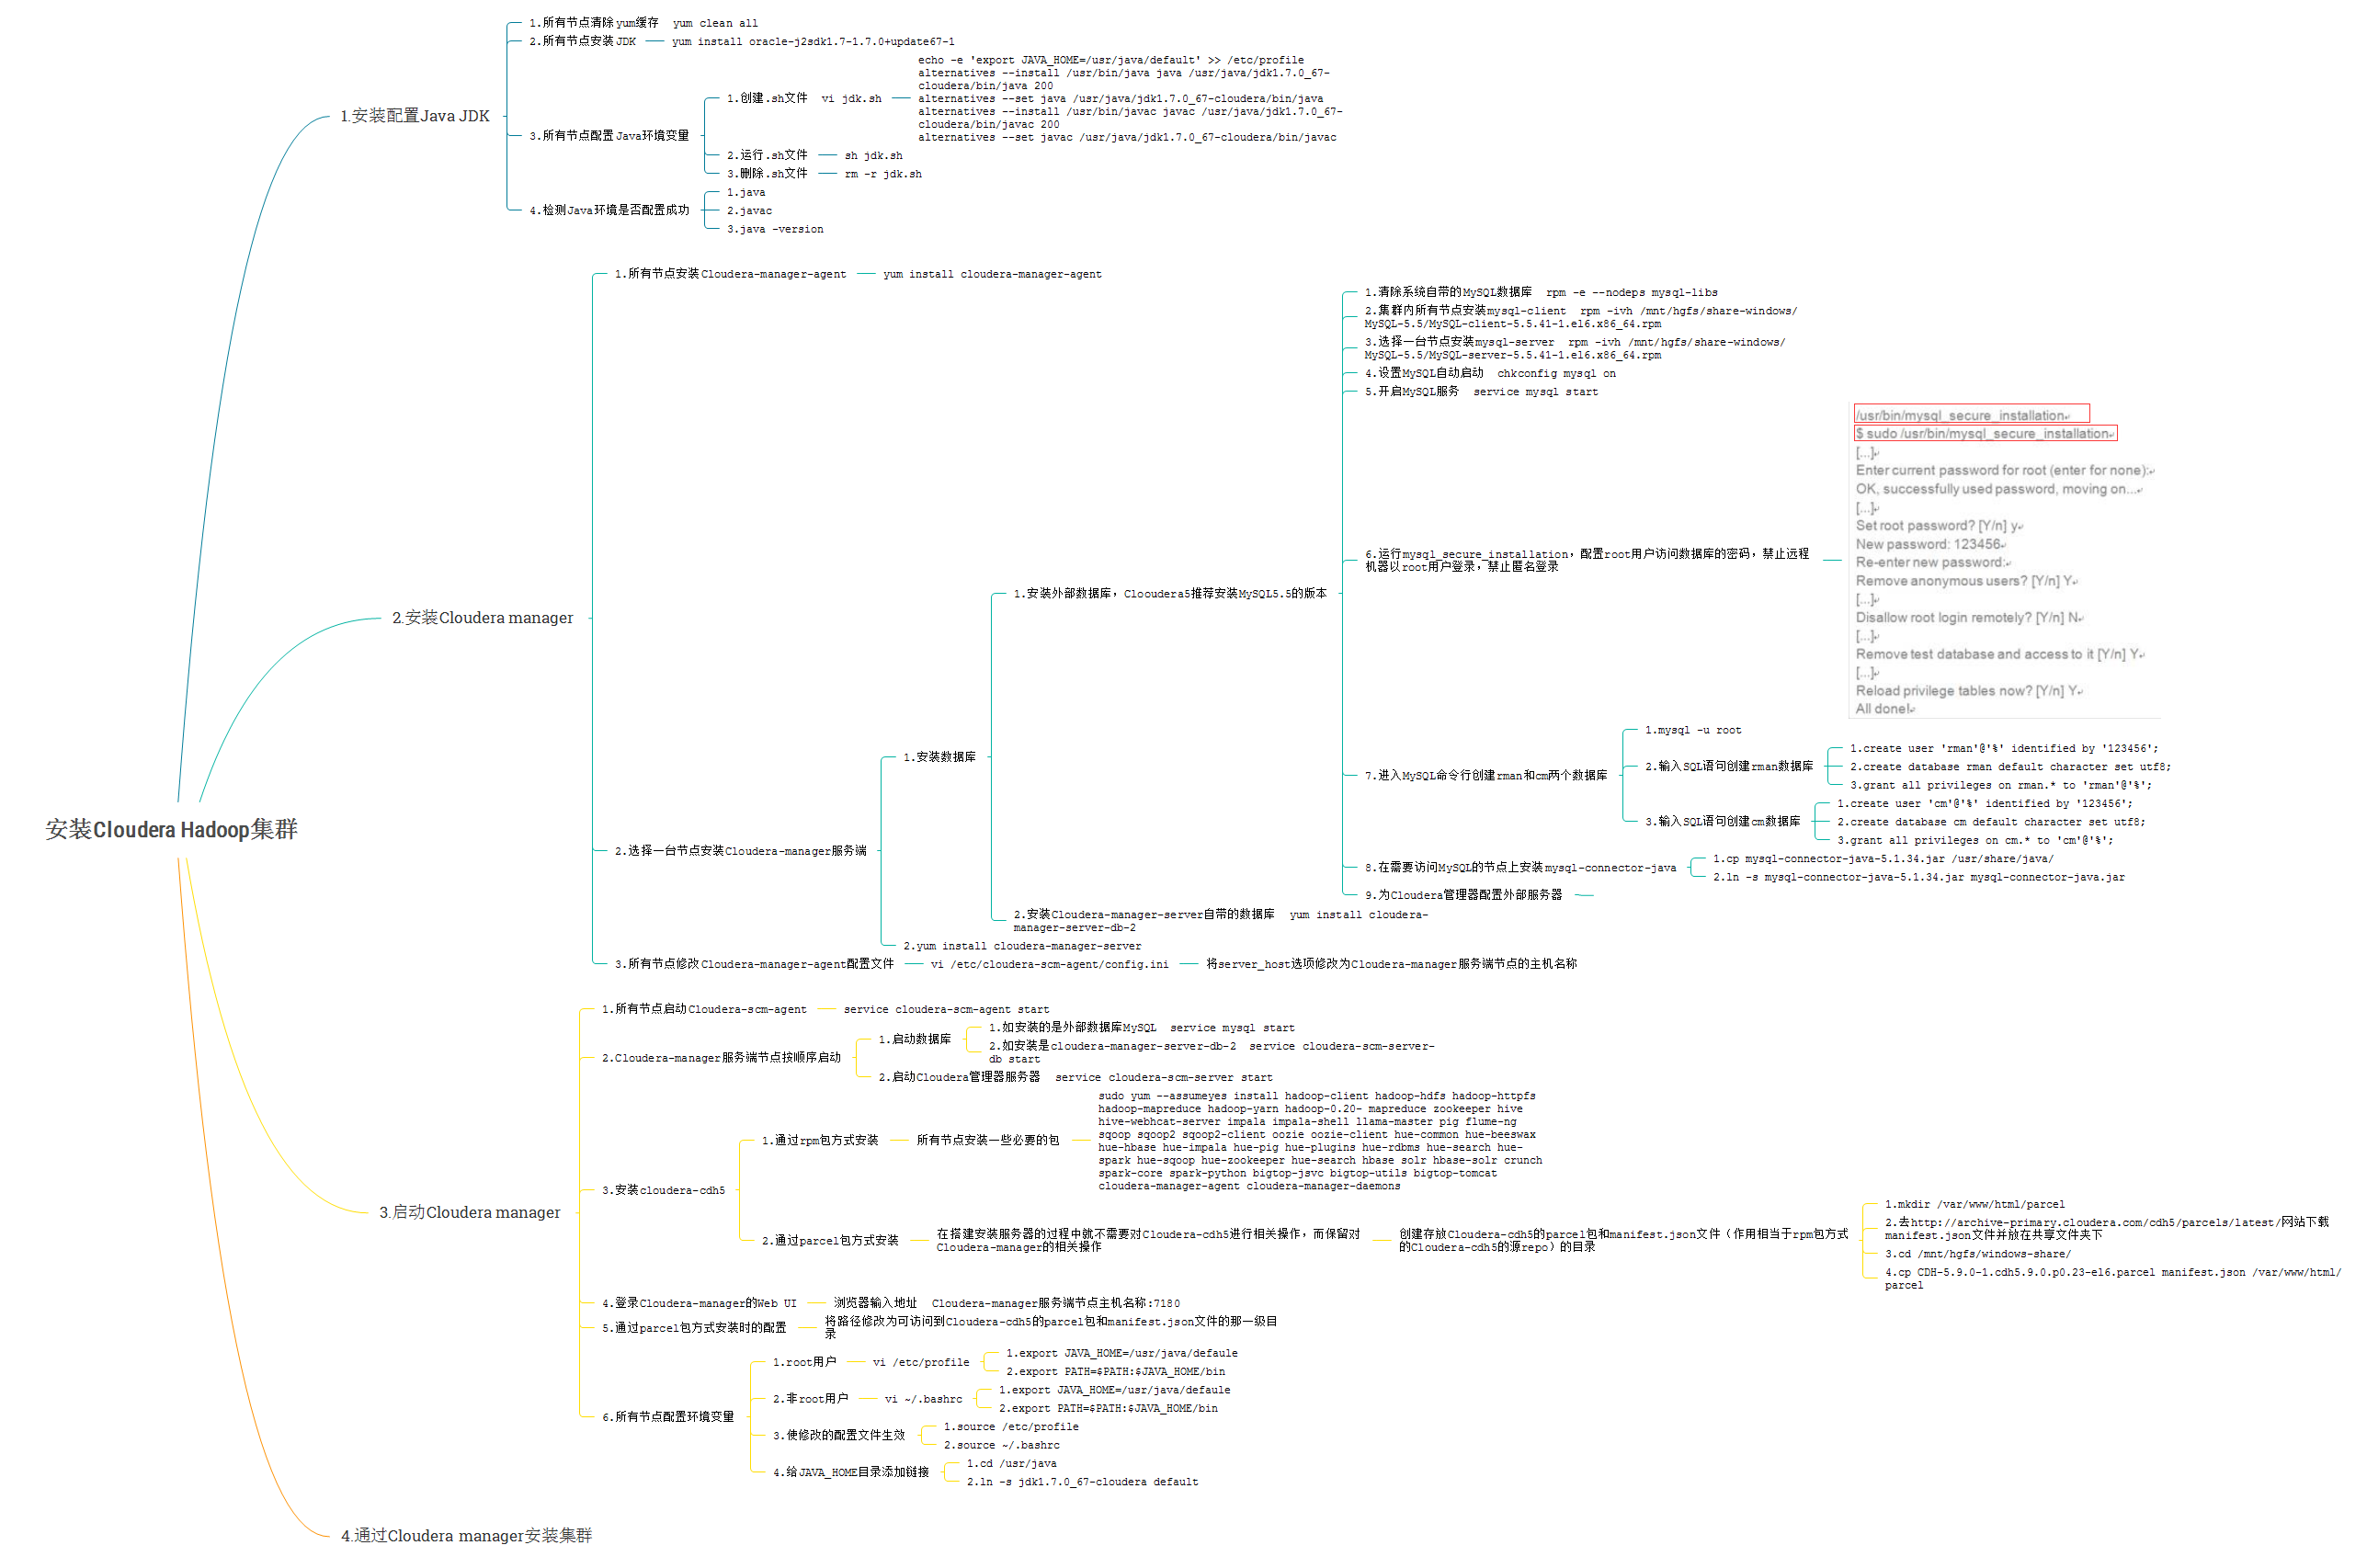 安装Cloudera Hadoop集群
1.安装配置Java JDK
1.所有节点清除yum缓存 yum clean all
2.所有节点安装JDK
yum install oracle-j2sdk1.7-1.7.0+update67-1
3.所有节点配置Java环境变量
1.创建.sh文件 vi jdk.sh
echo -e 'export JAVA_HOME=/usr/java/default' >> /etc/profile
alternatives --install /usr/bin/java java /usr/java/jdk1.7.0_67-
cloudera/bin/java 200
alternatives --set java /usr/java/jdk1.7.0_67-cloudera/bin/java
alternatives --install /usr/bin/javac javac /usr/java/jdk1.7.0_67-
cloudera/bin/javac 200
alternatives --set javac /usr/java/jdk1.7.0_67-cloudera/bin/javac
2.运行.sh文件
sh jdk.sh
3.删除.sh文件
rm -r jdk.sh
4.检测Java环境是否配置成功
1.java
2.javac
3.java -version
2.安装Cloudera manager
1.所有节点安装Cloudera-manager-agent
yum install cloudera-manager-agent
2.选择一台节点安装Cloudera-manager服务端
1.安装数据库
1.安装外部数据库，Clooudera5推荐安装MySQL5.5的版本
1.清除系统自带的MySQL数据库 rpm -e --nodeps mysql-libs
2.集群内所有节点安装mysql-client rpm -ivh /mnt/hgfs/share-windows/
MySQL-5.5/MySQL-client-5.5.41-1.el6.x86_64.rpm
3.选择一台节点安装mysql-server rpm -ivh /mnt/hgfs/share-windows/
MySQL-5.5/MySQL-server-5.5.41-1.el6.x86_64.rpm
4.设置MySQL自动启动 chkconfig mysql on
5.开启MySQL服务 service mysql start
6.运行mysql_secure_installation，配置root用户访问数据库的密码，禁止远程
机器以root用户登录，禁止匿名登录
/usr/bin/mysql_secure_installation↵
$ sudo /usr/bin/mysql_secure_installation↵
[...]↵
Enter current password for root (enter for none):↵
OK, successfully used password, moving on...↵
[...]↵
Set root password? [Y/n] y↵
New password: 123456↵
Re-enter new password:↵
Remove anonymous users? [Y/n] Y↵
[...]↵
Disallow root login remotely? [Y/n] N↵
[...]↵
Remove test database and access to it [Y/n] Y↵
[...]↵
Reload privilege tables now? [Y/n] Y↵
All done!↵
7.进入MySQL命令行创建rman和cm两个数据库
1.mysql -u root
2.输入SQL语句创建rman数据库
1.create user 'rman'@'%' identified by '123456';
2.create database rman default character set utf8;
3.grant all privileges on rman.* to 'rman'@'%';
3.输入SQL语句创建cm数据库
1.create user 'cm'@'%' identified by '123456';
2.create database cm default character set utf8;
3.grant all privileges on cm.* to 'cm'@'%';
8.在需要访问MySQL的节点上安装mysql-connector-java
1.cp mysql-connector-java-5.1.34.jar /usr/share/java/
2.ln -s mysql-connector-java-5.1.34.jar mysql-connector-java.jar
9.为Cloudera管理器配置外部服务器
2.安装Cloudera-manager-server自带的数据库 yum install cloudera-
manager-server-db-2
2.yum install cloudera-manager-server
3.所有节点修改Cloudera-manager-agent配置文件
vi /etc/cloudera-scm-agent/config.ini
将server_host选项修改为Cloudera-manager服务端节点的主机名称
3.启动Cloudera manager
1.所有节点启动Cloudera-scm-agent
service cloudera-scm-agent start
2.Cloudera-manager服务端节点按顺序启动
1.启动数据库
1.如安装的是外部数据库MySQL service mysql start
2.如安装是cloudera-manager-server-db-2 service cloudera-scm-server-
db start
2.启动Cloudera管理器服务器 service cloudera-scm-server start
3.安装cloudera-cdh5
1.通过rpm包方式安装
所有节点安装一些必要的包
sudo yum --assumeyes install hadoop-client hadoop-hdfs hadoop-httpfs
hadoop-mapreduce hadoop-yarn hadoop-0.20- mapreduce zookeeper hive
hive-webhcat-server impala impala-shell llama-master pig flume-ng
sqoop sqoop2 sqoop2-client oozie oozie-client hue-common hue-beeswax
hue-hbase hue-impala hue-pig hue-plugins hue-rdbms hue-search hue-
spark hue-sqoop hue-zookeeper hue-search hbase solr hbase-solr crunch
spark-core spark-python bigtop-jsvc bigtop-utils bigtop-tomcat
cloudera-manager-agent cloudera-manager-daemons
2.通过parcel包方式安装
在搭建安装服务器的过程中就不需要对Cloudera-cdh5进行相关操作，而保留对
Cloudera-manager的相关操作
创建存放Cloudera-cdh5的parcel包和manifest.json文件（作用相当于rpm包方式
的Cloudera-cdh5的源repo）的目录
1.mkdir /var/www/html/parcel
2.去http://archive-primary.cloudera.com/cdh5/parcels/latest/网站下载
manifest.json文件并放在共享文件夹下
3.cd /mnt/hgfs/windows-share/
4.cp CDH-5.9.0-1.cdh5.9.0.p0.23-el6.parcel manifest.json /var/www/html/
parcel
4.登录Cloudera-manager的Web UI
浏览器输入地址 Cloudera-manager服务端节点主机名称:7180
5.通过parcel包方式安装时的配置
将路径修改为可访问到Cloudera-cdh5的parcel包和manifest.json文件的那一级目
录
6.所有节点配置环境变量
1.root用户
vi /etc/profile
1.export JAVA_HOME=/usr/java/defaule
2.export PATH=$PATH:$JAVA_HOME/bin
2.非root用户
vi ~/.bashrc
1.export JAVA_HOME=/usr/java/defaule
2.export PATH=$PATH:$JAVA_HOME/bin
3.使修改的配置文件生效
1.source /etc/profile
2.source ~/.bashrc
4.给JAVA_HOME目录添加链接
1.cd /usr/java
2.ln -s jdk1.7.0_67-cloudera default
4.通过Cloudera manager安装集群